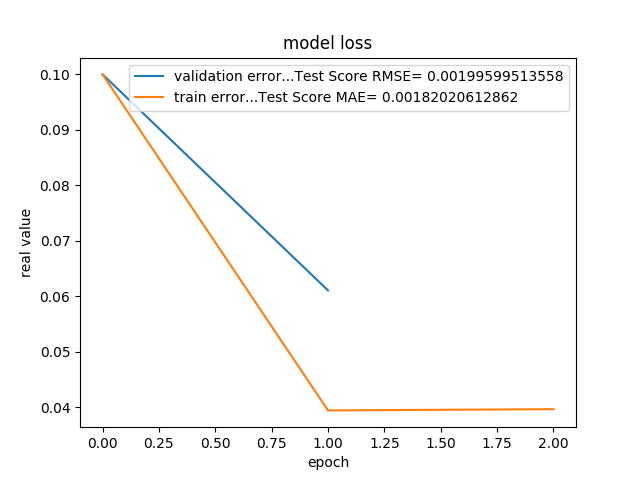 model loss
validation error...Test Score RMSE= 0.00199599513558
train error...Test Score MAE= 0.00182020612862
0.10
0.09
0.08
0.07
0.06
0.05
0.04
real value
0.00 0.25 0.50 0.75 1.00 1.25 1.50 1.75 2.00
epoch